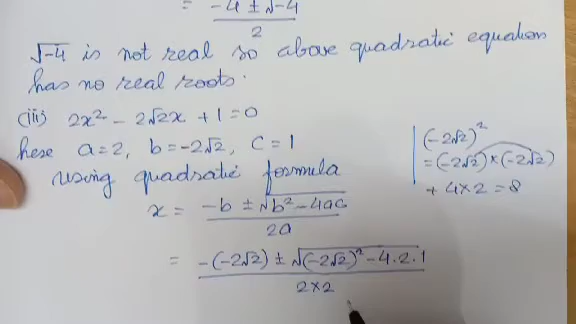 = -4 ± √-4 / 2
√-4 is not real so above quadratic equation
has no real roots.
(iii) 2x² - 2√2x + 1 = 0
here a=2, b=-2√2, C=1
using quadratic formula
x = -b ± √b² - 4ac / 2a
= -(-2√2) ± √(-2√2)² - 4.2.1 / 2×2
(-2√2)²
= (-2√2) × (-2√2)
+ 4×2 = 8